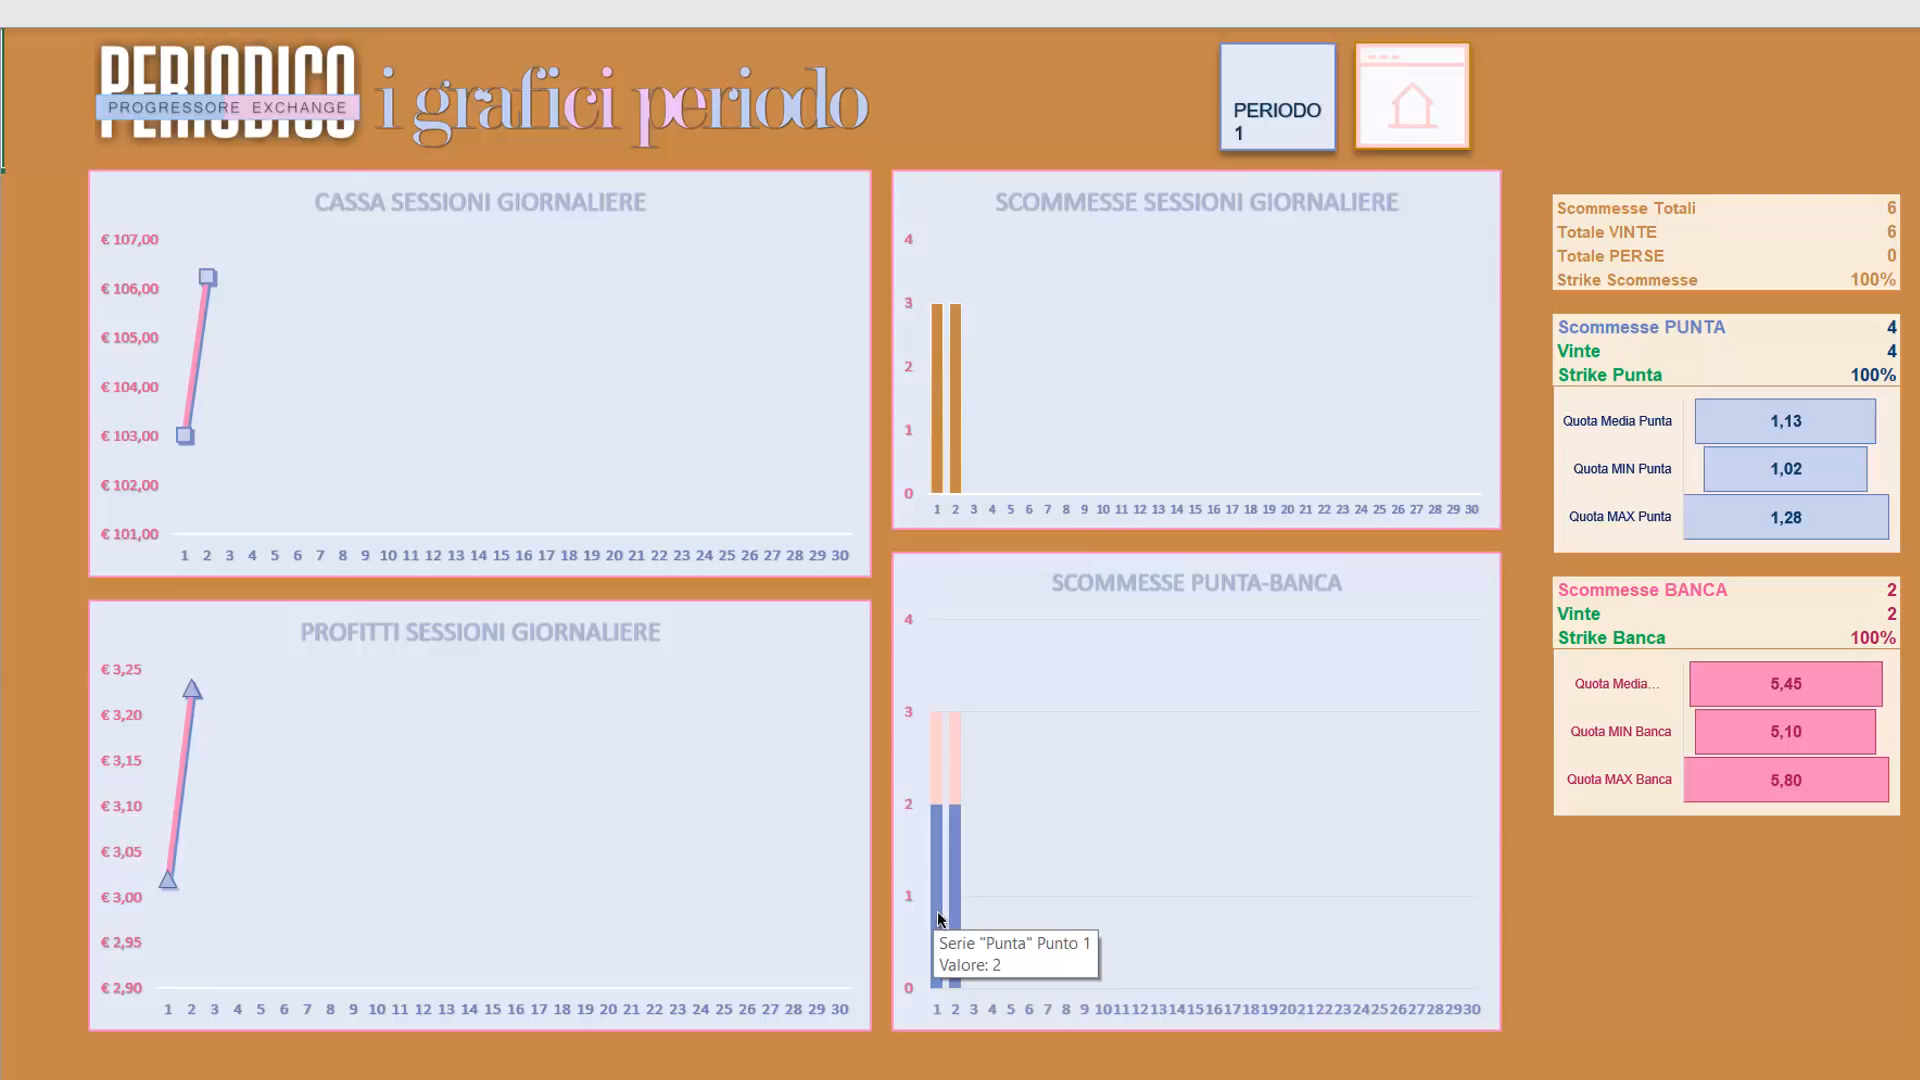 PERIODICO
PROGRESSORE EXCHANGE
i grafici periodo
PERIODO
1
CASSA SESSIONI GIORNALIERE
€ 107,00
€ 106,00
€ 105,00
€ 104,00
€ 103,00
€ 102,00
€ 101,00
1 2 3 4 5 6 7 8 9 10 11 12 13 14 15 16 17 18 19 20 21 22 23 24 25 26 27 28 29 30
SCOMMESSE SESSIONI GIORNALIERE
4
3
2
1
0
1 2 3 4 5 6 7 8 9 10 11 12 13 14 15 16 17 18 19 20 21 22 23 24 25 26 27 28 29 30
PROFITTI SESSIONI GIORNALIERE
€ 3,25
€ 3,20
€ 3,15
€ 3,10
€ 3,05
€ 3,00
€ 2,95
€ 2,90
1 2 3 4 5 6 7 8 9 10 11 12 13 14 15 16 17 18 19 20 21 22 23 24 25 26 27 28 29 30
SCOMMESSE PUNTA-BANCA
4
3
2
1
0
Serie "Punta" Punto 1
Valore: 2
1 2 3 4 5 6 7 8 9 10 11 12 13 14 15 16 17 18 19 20 21 22 23 24 25 26 27 28 29 30
Scommesse Totali 6
Totale VINTE 6
Totale PERSE 0
Strike Scommesse 100%
Scommesse PUNTA 4
Vinte 4
Strike Punta 100%
Quota Media Punta 1,13
Quota MIN Punta 1,02
Quota MAX Punta 1,28
Scommesse BANCA 2
Vinte 2
Strike Banca 100%
Quota Media... 5,45
Quota MIN Banca 5,10
Quota MAX Banca 5,80